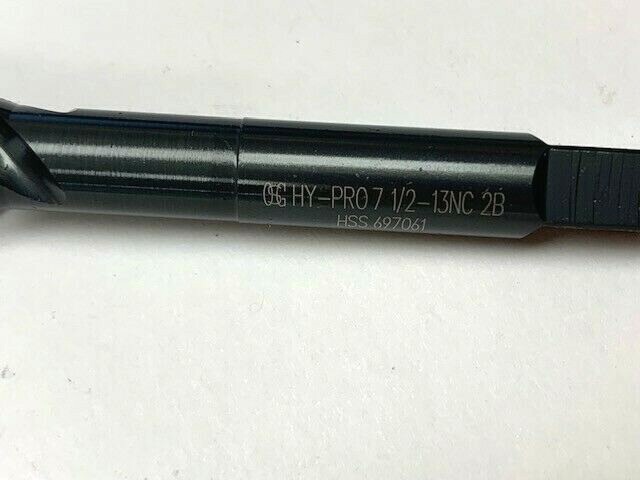 OSG HY-PRO 7 1/2-13NC 2B
HSS 697061